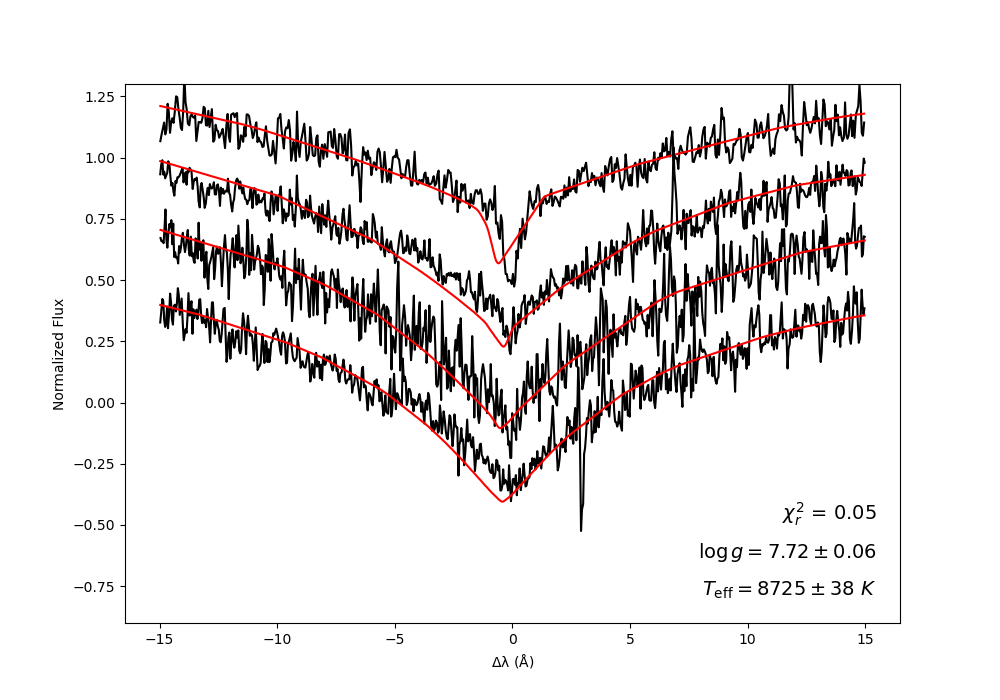 Normalized Flux
1.25
1.00
0.75
0.50
0.25
0.00
−0.25
−0.50
−0.75
χ²ᵣ = 0.05
log g = 7.72 ± 0.06
T_eff = 8725 ± 38 K
−15 −10 −5 0 5 10 15
Δλ (Å)